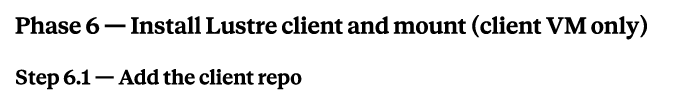 Phase 6 — Install Lustre client and mount (client VM only)
Step 6.1 — Add the client repo